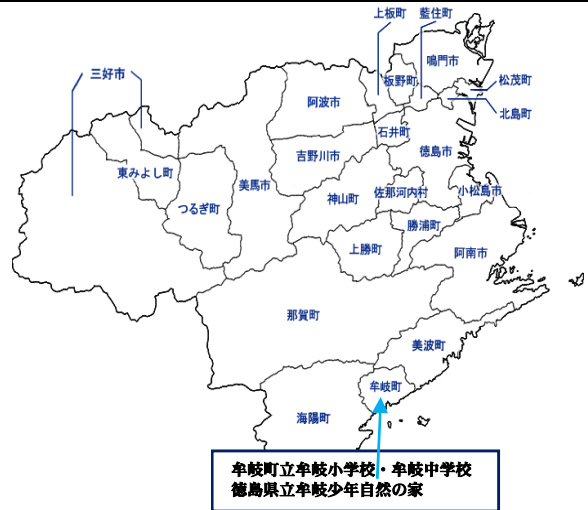 上板町
藍住町
鳴門市
三好市
板野町
松茂町
阿波市
北島町
石井町
徳島市
吉野川市
東みよし町
美馬市
佐那河内村
小松島市
つるぎ町
神山町
勝浦町
上勝町
阿南市
那賀町
美波町
牟岐町
海陽町
牟岐町立牟岐小学校・牟岐中学校
徳島県立牟岐少年自然の家